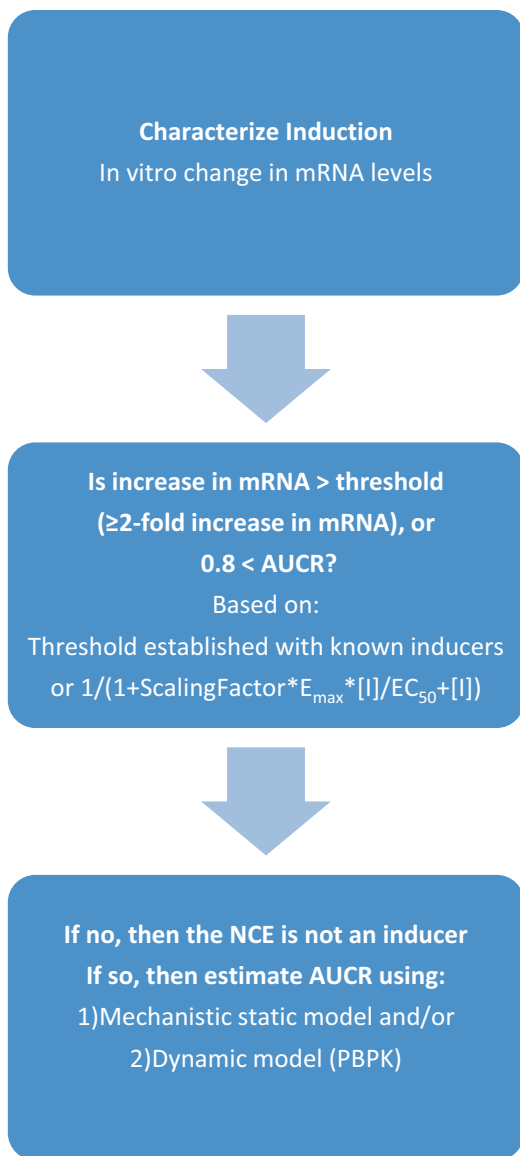 Characterize Induction
In vitro change in mRNA levels
Is increase in mRNA > threshold
(≥2-fold increase in mRNA), or
0.8 < AUCR?
Based on:
Threshold established with known inducers
or 1/(1+ScalingFactor*Emax*[I]/EC50+[I])
If no, then the NCE is not an inducer
If so, then estimate AUCR using:
1)Mechanistic static model and/or
2)Dynamic model (PBPK)